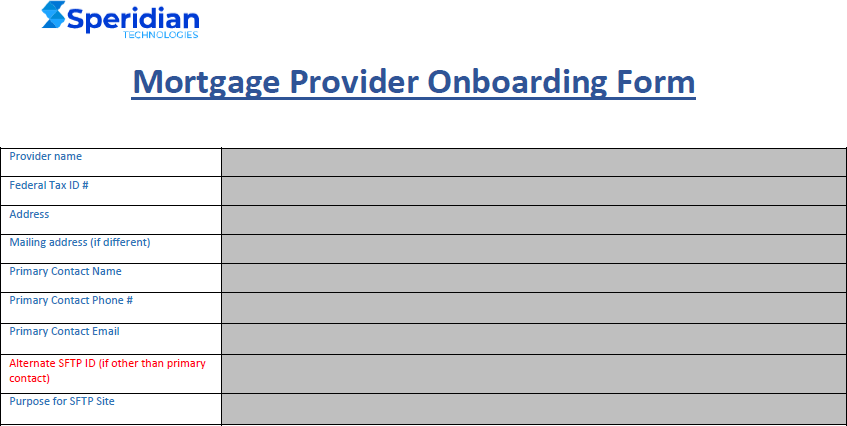 Speridian
TECHNOLOGIES
Mortgage Provider Onboarding Form
Provider name
Federal Tax ID #
Address
Mailing address (if different)
Primary Contact Name
Primary Contact Phone #
Primary Contact Email
Alternate SFTP ID (if other than primary
contact)
Purpose for SFTP Site